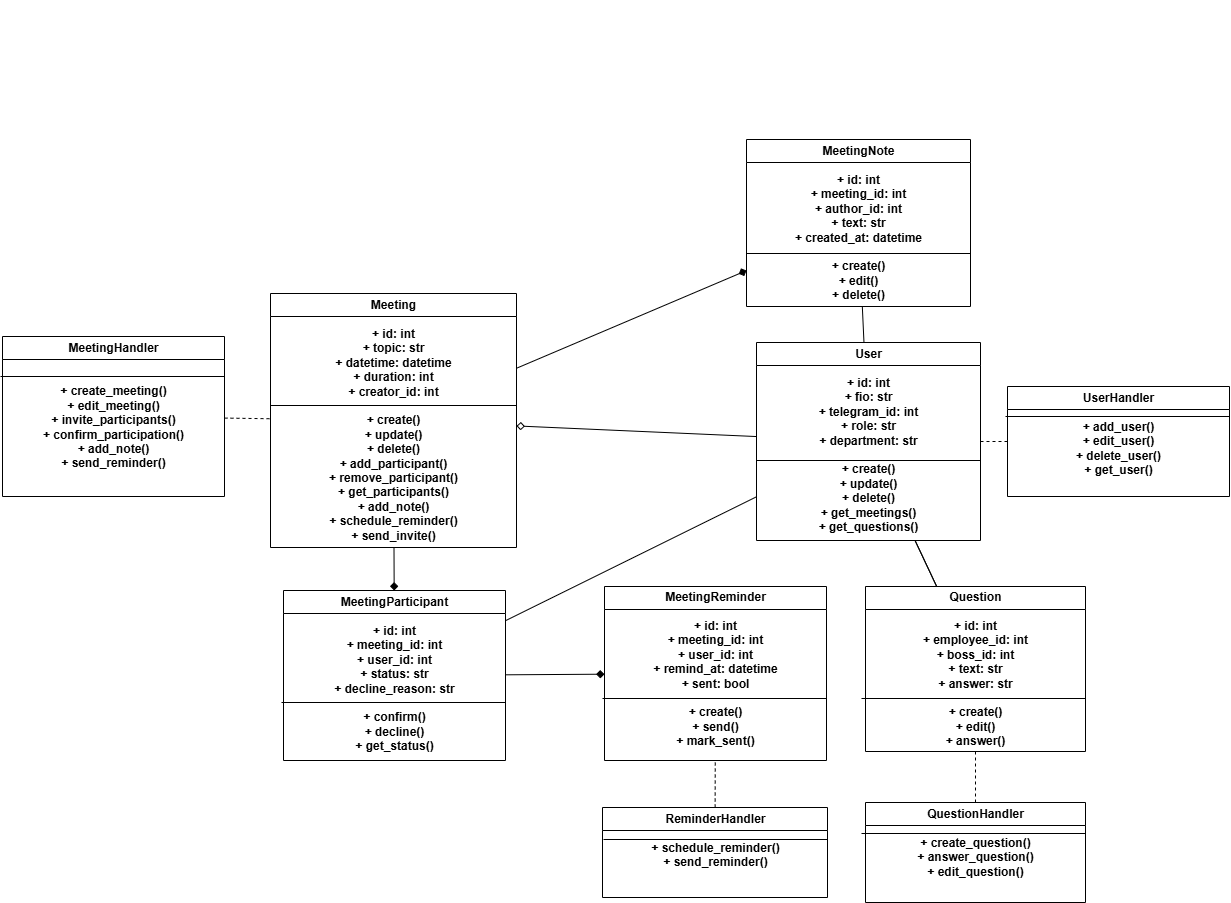 MeetingNote
+ id: int
+ meeting_id: int
+ author_id: int
+ text: str
+ created_at: datetime
+ create()
+ edit()
+ delete()
Meeting
+ id: int
+ topic: str
+ datetime: datetime
+ duration: int
+ creator_id: int
+ create()
+ update()
+ delete()
+ add_participant()
+ remove_participant()
+ get_participants()
+ add_note()
+ schedule_reminder()
+ send_invite()
MeetingHandler
+ create_meeting()
+ edit_meeting()
+ invite_participants()
+ confirm_participation()
+ add_note()
+ send_reminder()
User
+ id: int
+ fio: str
+ telegram_id: int
+ role: str
+ department: str
+ create()
+ update()
+ delete()
+ get_meetings()
+ get_questions()
UserHandler
+ add_user()
+ edit_user()
+ delete_user()
+ get_user()
MeetingParticipant
+ id: int
+ meeting_id: int
+ user_id: int
+ status: str
+ decline_reason: str
+ confirm()
+ decline()
+ get_status()
MeetingReminder
+ id: int
+ meeting_id: int
+ user_id: int
+ remind_at: datetime
+ sent: bool
+ create()
+ send()
+ mark_sent()
Question
+ id: int
+ employee_id: int
+ boss_id: int
+ text: str
+ answer: str
+ create()
+ edit()
+ answer()
ReminderHandler
+ schedule_reminder()
+ send_reminder()
QuestionHandler
+ create_question()
+ answer_question()
+ edit_question()